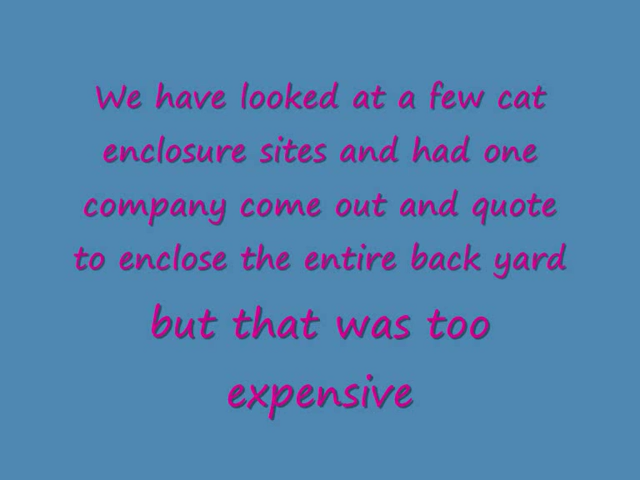 We have looked at a few cat
enclosure sites and had one
company come out and quote
to enclose the entire back yard
but that was too
expensive